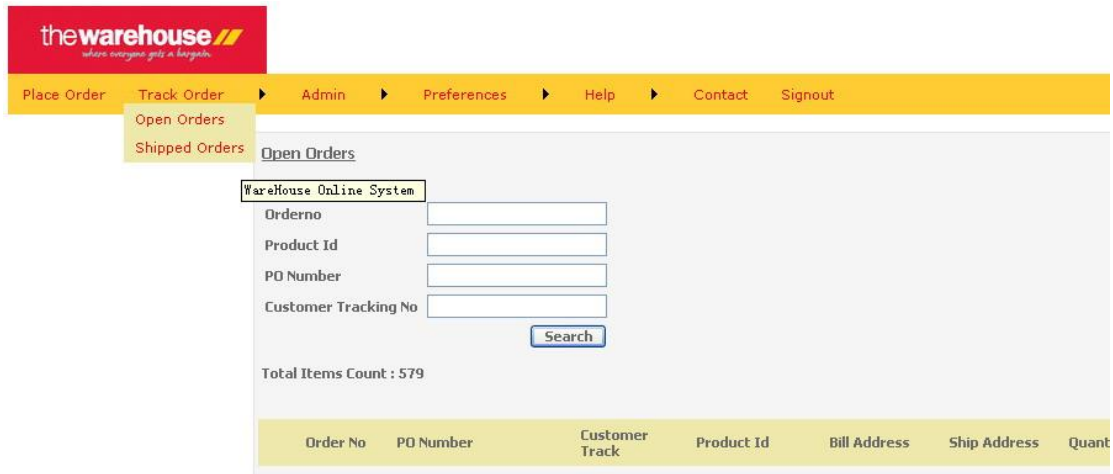 thewarehouse
where everyone gets a bargain
Place Order Track Order Admin Preferences Help Contact Signout
Open Orders
Shipped Orders
Open Orders
WareHouse Online System
Orderno
Product Id
PO Number
Customer Tracking No
Search
Total Items Count : 579
Order No PO Number Customer Track Product Id Bill Address Ship Address Quant